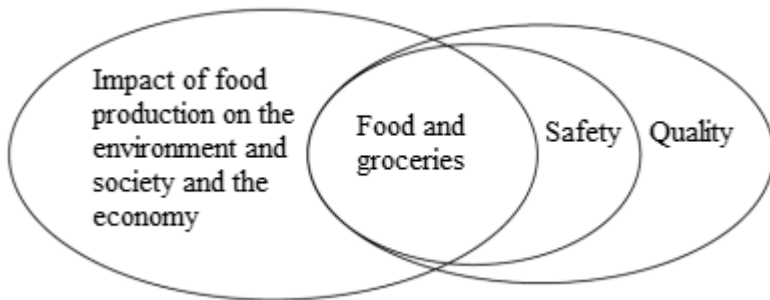 Impact of food
production on the
environment and
society and the
economy
Food and
groceries
Safety
Quality